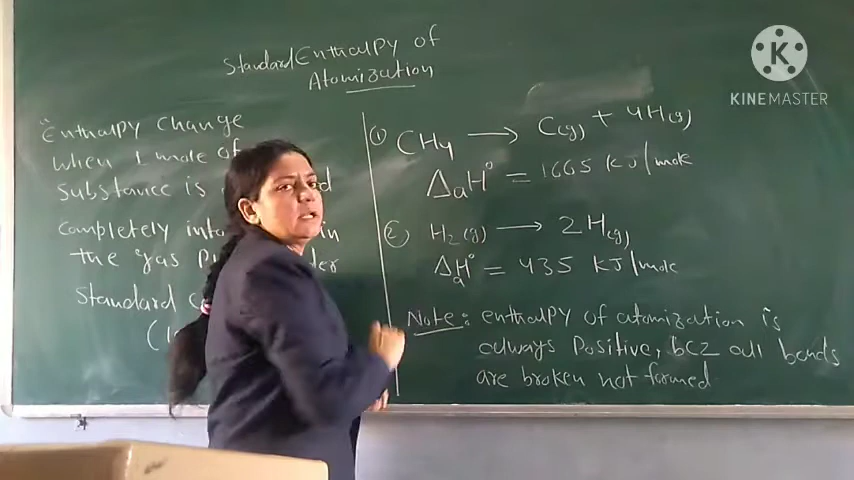 Standard Enthalpy of
Atomization
"Enthalpy Change
when 1 mole of
Substance is
completely into in
the gas
Standard
① CH4 → C(g) + 4H(g)
ΔaH° = 1665 KJ/mole
② H2(g) → 2H(g)
ΔaH° = 435 KJ/mole
Note: enthalpy of atomization is
always positive, bcz all bonds
are broken not formed
K
KINEMASTER